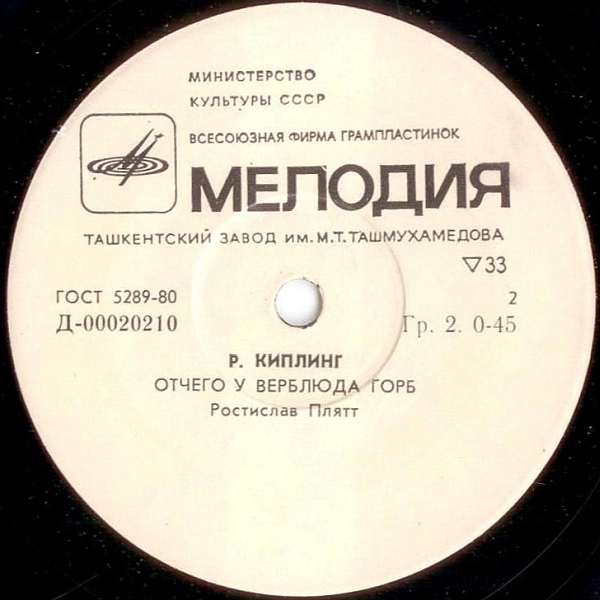 МИНИСТЕРСТВО
КУЛЬТУРЫ СССР
ВСЕСОЮЗНАЯ ФИРМА ГРАМПЛАСТИНОК
МЕЛОДИЯ
ТАШКЕНТСКИЙ ЗАВОД ИМ. М.Т. ТАШМУХАМЕДОВА
▽33
ГОСТ 5289-80 2
Д-00020210 Гр. 2. 0-45
Р. КИПЛИНГ
ОТЧЕГО У ВЕРБЛЮДА ГОРБ
Ростислав Плятт